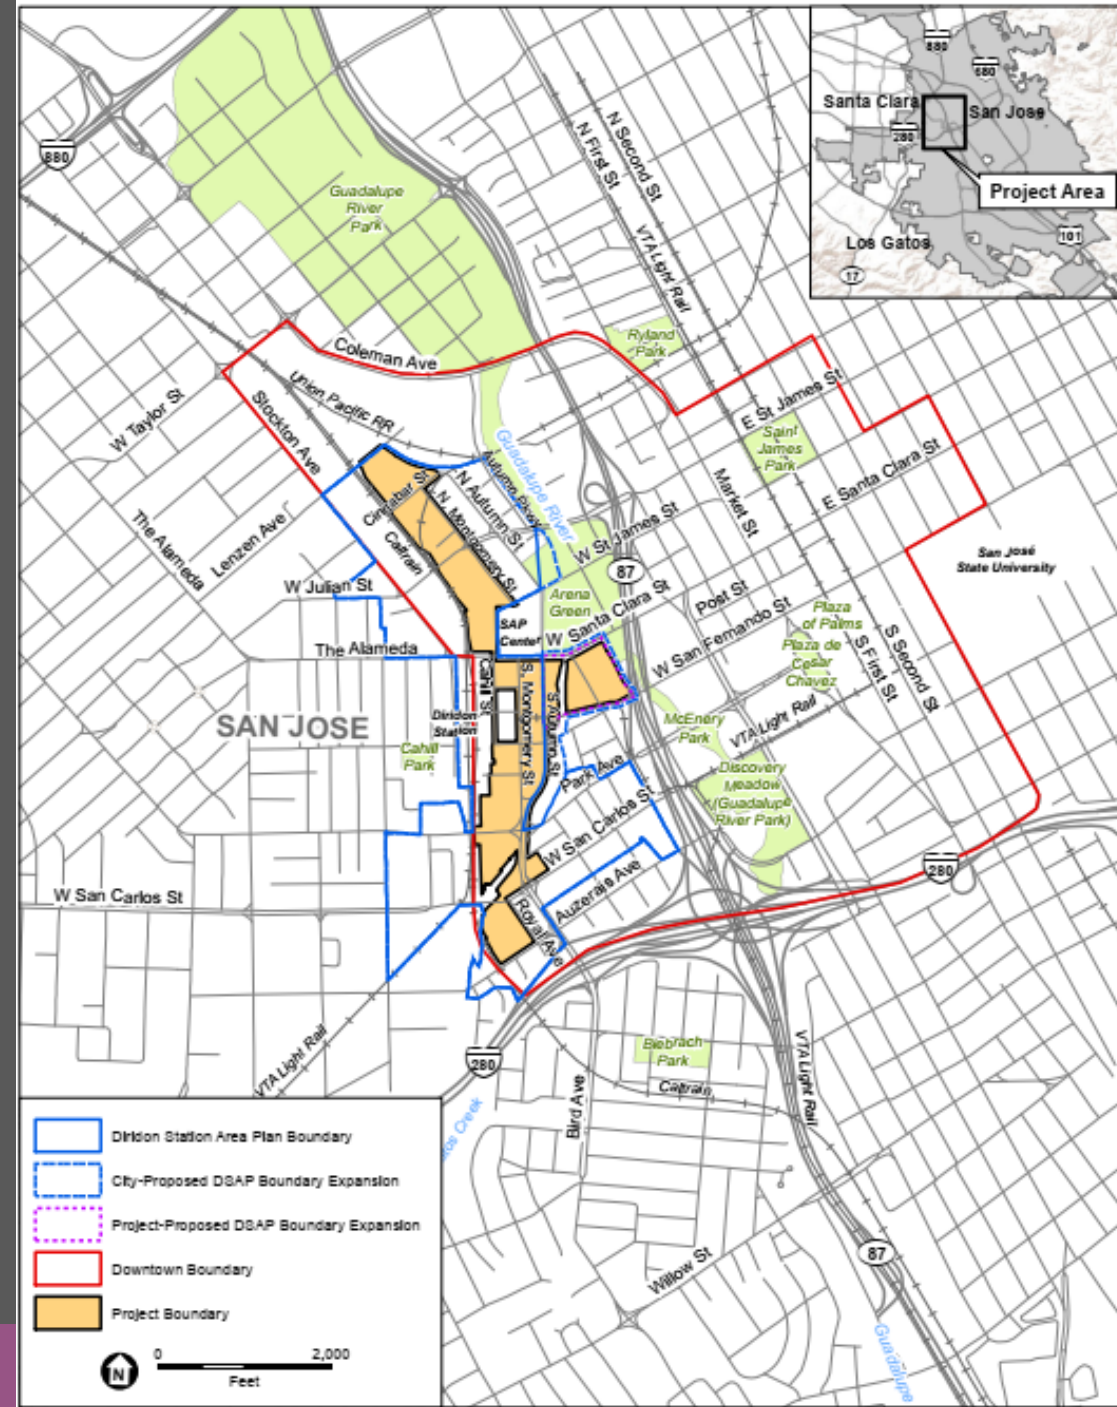 880
680
Santa Clara
San Jose
280
Project Area
101
Los Gatos
17
880
N Second St
N First St
Guadalupe
River
Park
VTA Light Rail
Ryland
Park
Coleman Ave
Union Pacific RR
W Taylor St
Stockton Ave
E St James St
Saint
James
Park
Guadalupe River
Autumn Pkwy
E Santa Clara St
Cinnabar St
N Autumn St
N. Montgomery St
Market St
The Alameda
Lenzen Ave
Caltrain
W St James St
San José
State University
87
W Julian St
Arena
Green
Post St
SAP
Center
W Santa Clara St
W San Fernando St
Plaza
of Palms
The Alameda
Plaza de
Cesar
Chavez
S First St
S Second St
Cahill St
S. Montgomery St
S Autumn St
SAN JOSE
Diridon
Station
Cahill
Park
McEnery
Park
VTA Light Rail
Park Ave
Discovery
Meadow
(Guadalupe
River Park)
W San Carlos St
280
W San Carlos St
Auzerais Ave
Royal Ave
VTA Light Rail
280
Biebrach
Park
VTA Light Rail
Caltrain
Bird Ave
Creek
Willow St
87
Guadalupe
Diridon Station Area Plan Boundary
City-Proposed DSAP Boundary Expansion
Project-Proposed DSAP Boundary Expansion
Downtown Boundary
Project Boundary
N
0 2,000
Feet